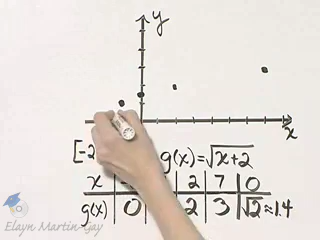 y
x
[-2
g(x)=√x+2
x 2 7 0
g(x) 0 2 3 √2≈1.4
Elayn Martin-Gay